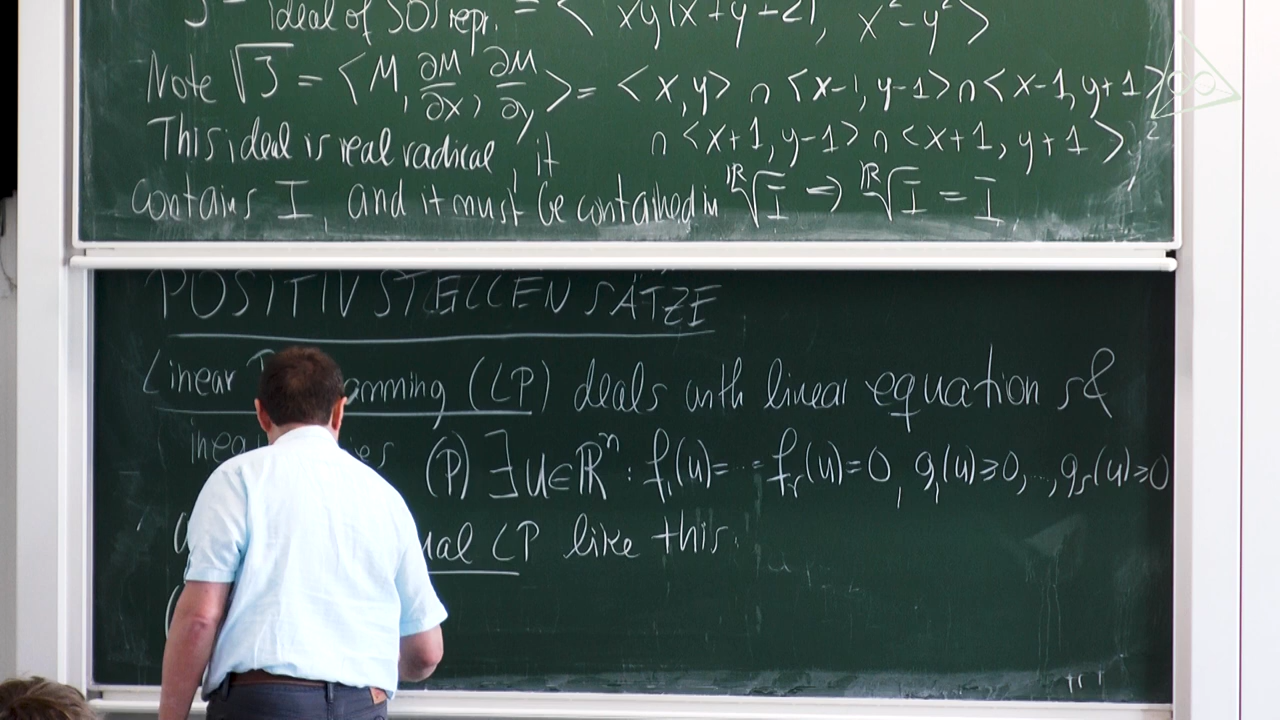 ideal of SOS repr. = < xy(x+y+2), x²-y² >
Note √J = < M, ∂M/∂x, ∂M/∂y > = <x,y> ∩ <x-1,y-1> ∩ <x-1,y+1>
This ideal is real radical, it ∩ <x+1,y-1> ∩ <x+1,y+1>.
contains I, and it must be contained in ᴿ√I ⇒ ᴿ√I = I
POSITIVSTELLENSÄTZE
Linear (LP) deals with linear equations &
(P) ∃ u∈ℝⁿ : f₁(u)=...=fᵣ(u)=0, g₁(u)≥0,...,gₛ(u)≥0
LP like this.